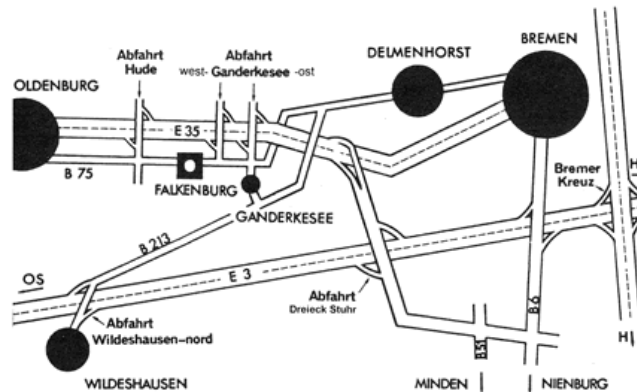 BREMEN
DELMENHORST
Abfahrt
Hude
Abfahrt
west-Ganderkesee-ost
OLDENBURG
E 35
B 75
FALKENBURG
GANDERKESEE
Bremer
Kreuz
H
B 213
E 3
OS
Abfahrt
Dreieck Stuhr
B 6
Abfahrt
Wildeshausen-nord
B 51
H
WILDESHAUSEN
MINDEN
NIENBURG